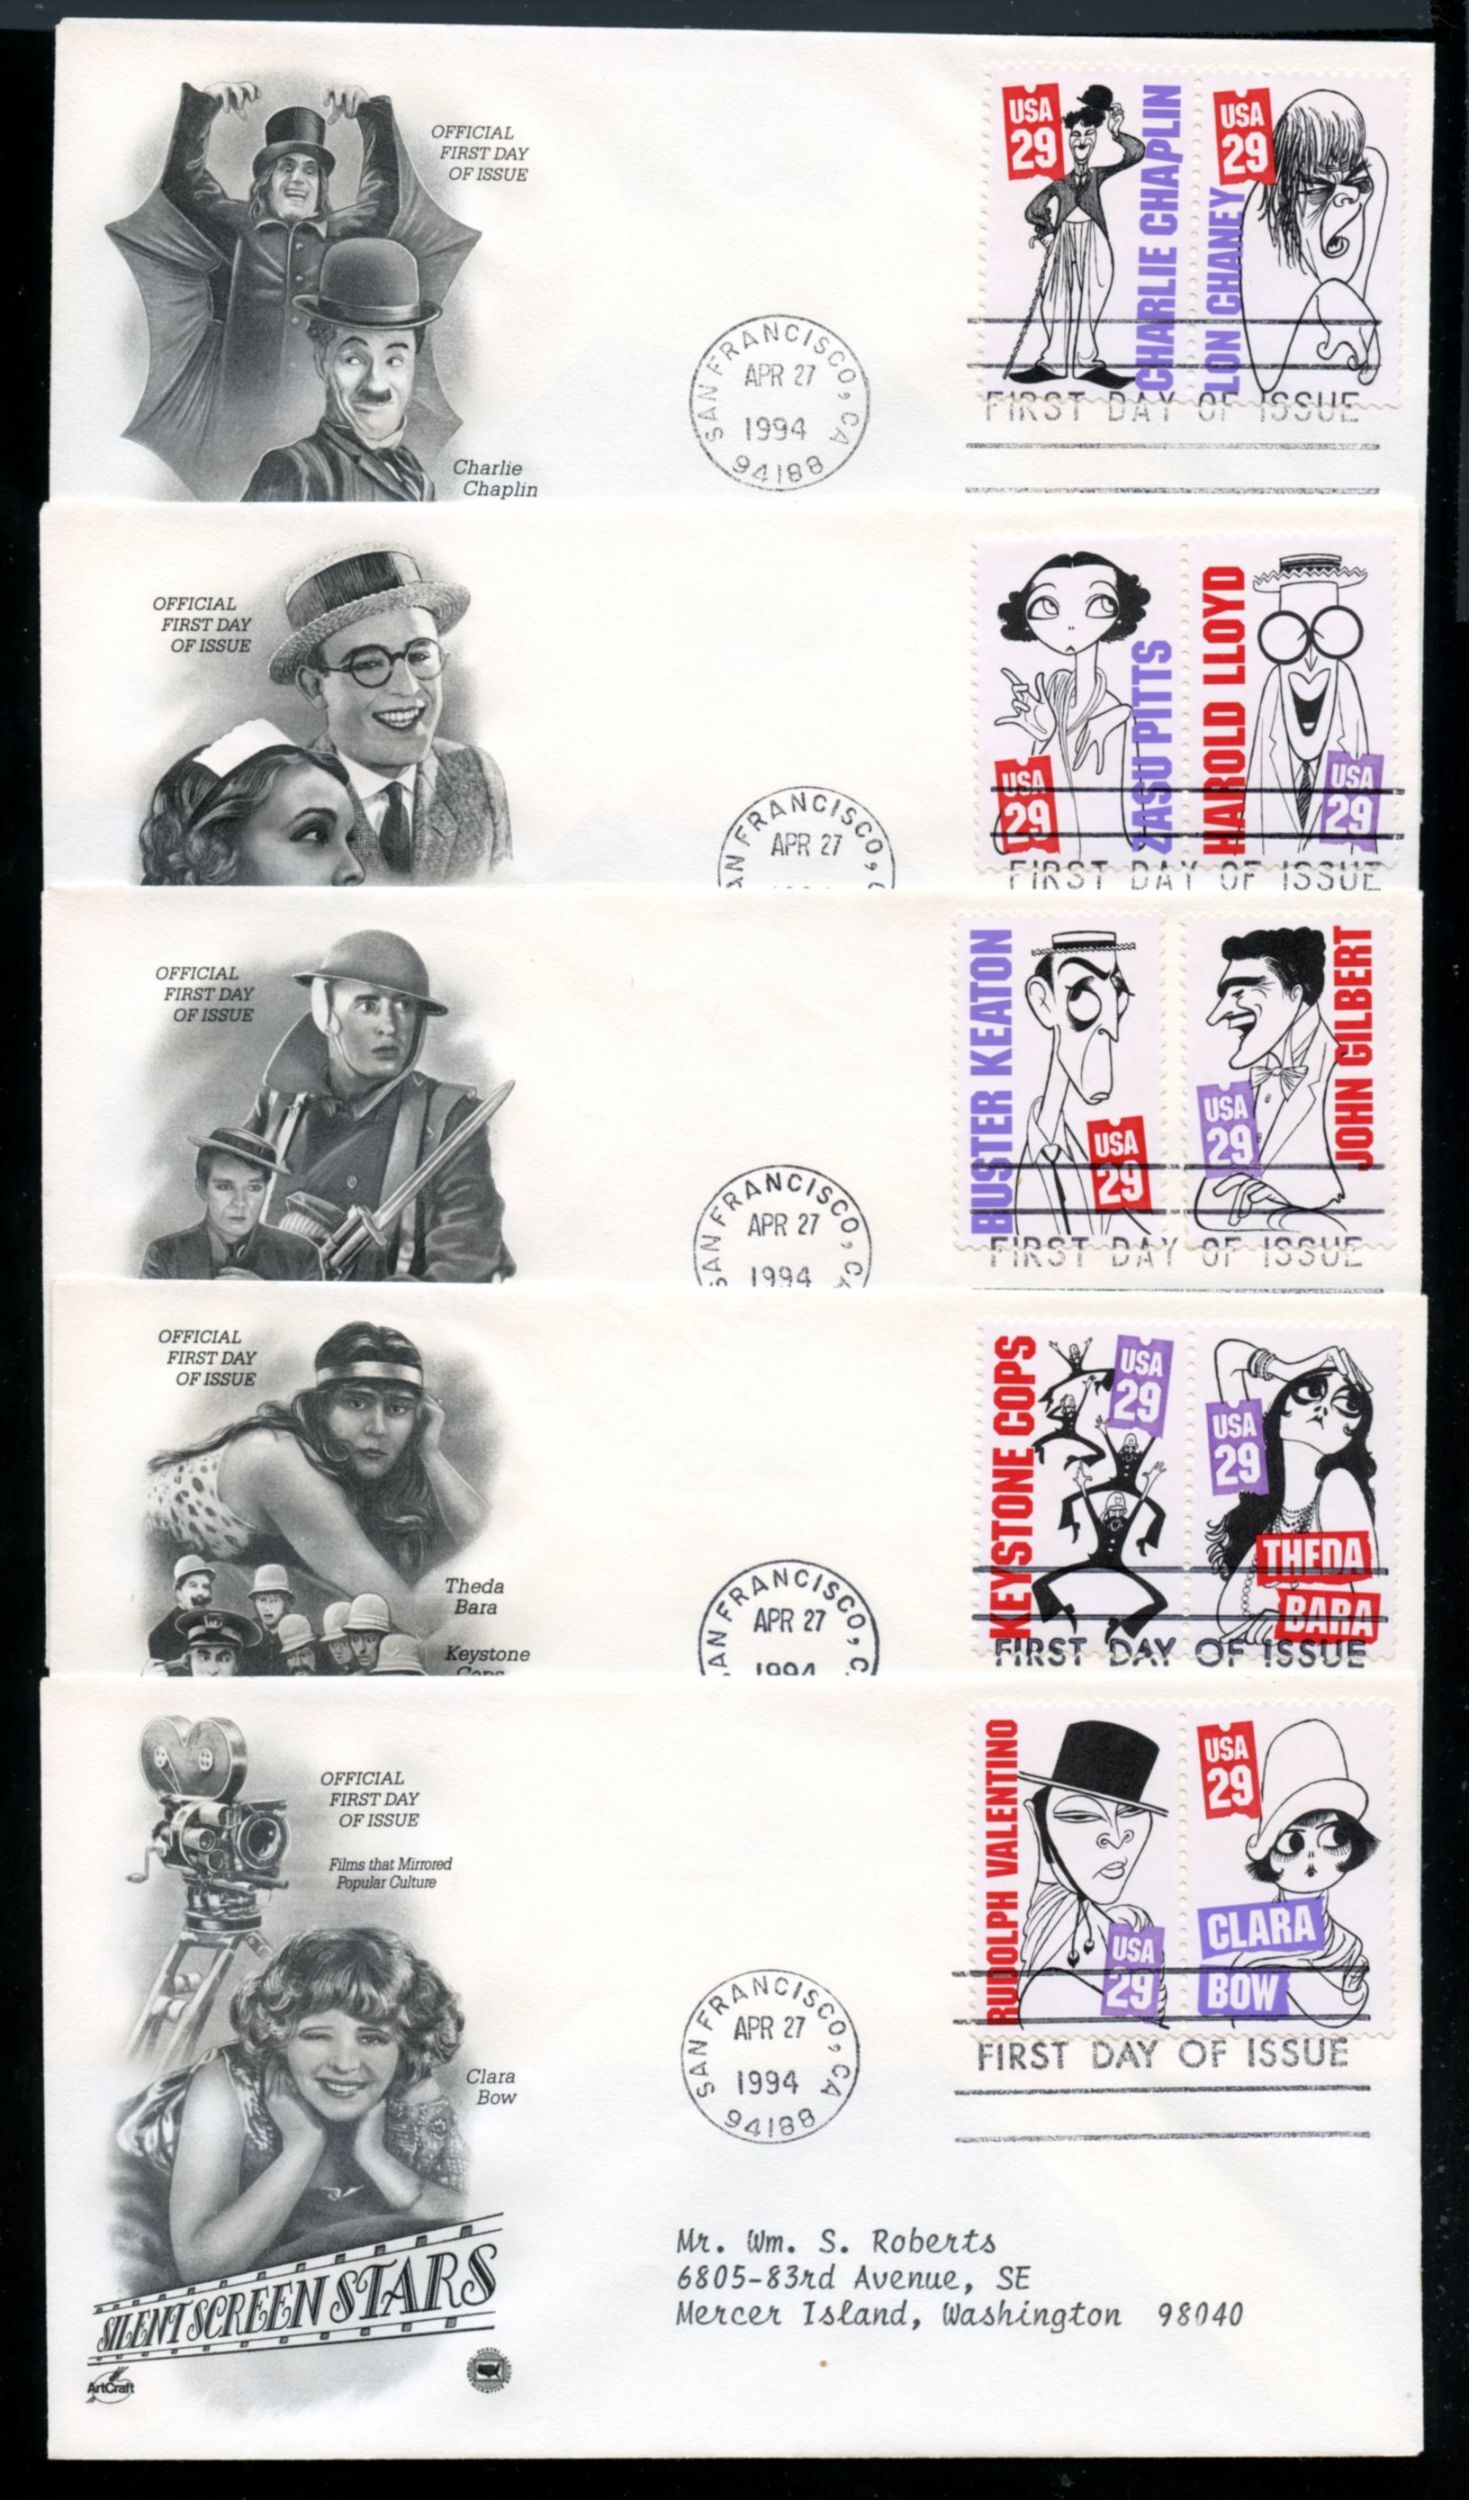 OFFICIAL
FIRST DAY
OF ISSUE
Charlie
Chaplin
SAN FRANCISCO, CA
APR 27
1994
94188
USA
29
CHARLIE CHAPLIN
USA
29
LON CHANEY
FIRST DAY OF ISSUE
OFFICIAL
FIRST DAY
OF ISSUE
SAN FRANCISCO,
APR 27
USA
29
ZASU PITTS
HAROLD LLOYD
USA
29
FIRST DAY OF ISSUE
OFFICIAL
FIRST DAY
OF ISSUE
SAN FRANCISCO, CA
APR 27
1994
BUSTER KEATON
USA
29
USA
29
JOHN GILBERT
FIRST DAY OF ISSUE
OFFICIAL
FIRST DAY
OF ISSUE
Theda
Bara
Keystone
Cops
SAN FRANCISCO, C
APR 27
1994
KEYSTONE COPS
USA
29
USA
29
THEDA
BARA
FIRST DAY OF ISSUE
OFFICIAL
FIRST DAY
OF ISSUE
Films that Mirrored
Popular Culture
Clara
Bow
SILENT SCREEN STARS
ArtCraft
SAN FRANCISCO, CA
APR 27
1994
94188
RUDOLPH VALENTINO
USA
29
USA
29
CLARA
BOW
FIRST DAY OF ISSUE
Mr. Wm. S. Roberts
6805-83rd Avenue, SE
Mercer Island, Washington 98040